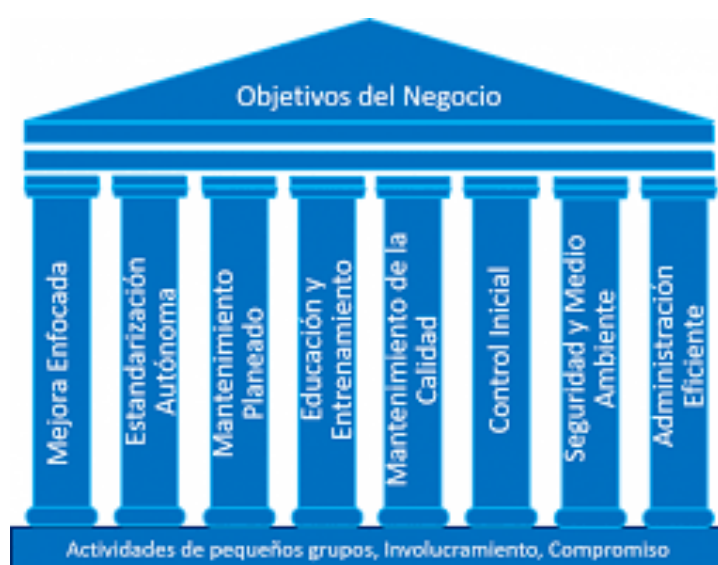 Objetivos del Negocio
Mejora Enfocada
Estandarización
Autónoma
Mantenimiento
Planeado
Educación y
Entrenamiento
Mantenimiento de la
Calidad
Control Inicial
Seguridad y Medio
Ambiente
Administración
Eficiente
Actividades de pequeños grupos, Involucramiento, Compromiso